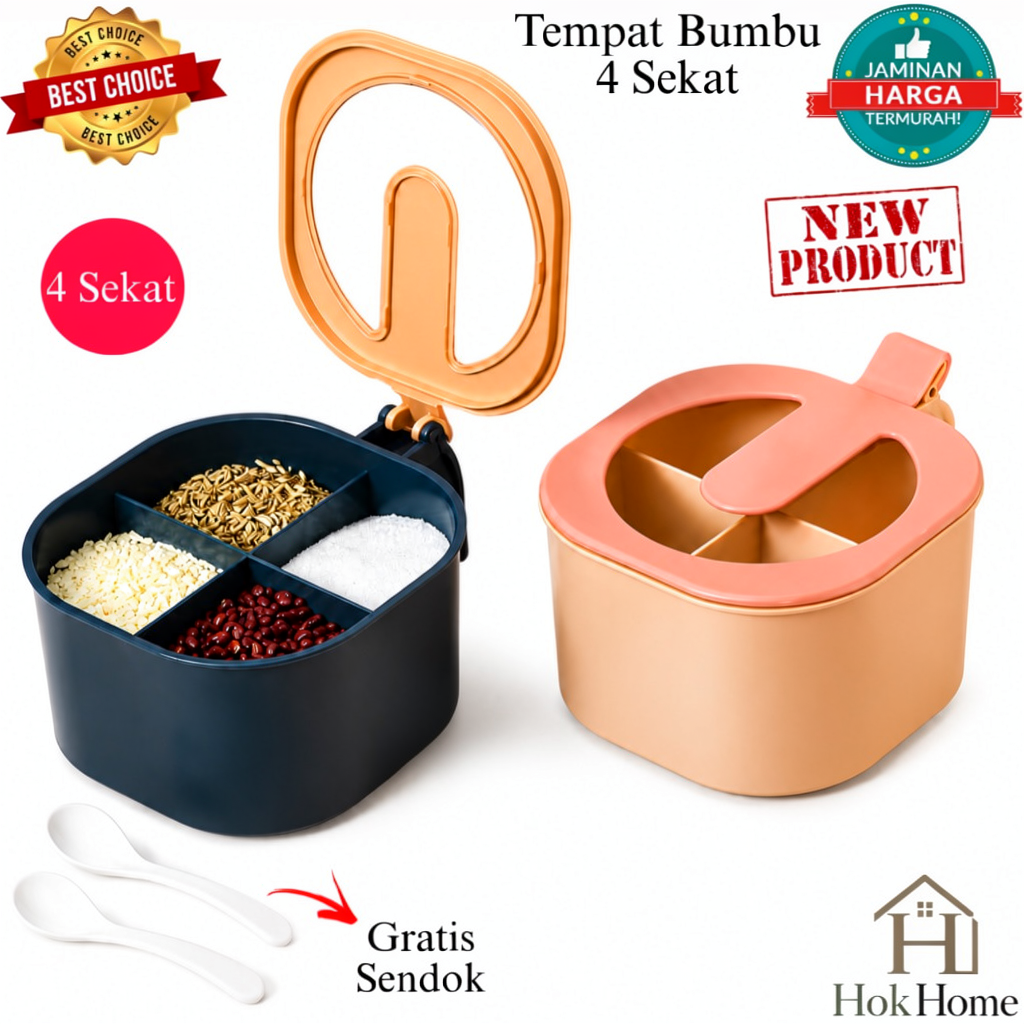 BEST CHOICE
BEST CHOICE
BEST CHOICE
Tempat Bumbu
4 Sekat
JAMINAN
HARGA
TERMURAH!
NEW
PRODUCT
4 Sekat
Gratis
Sendok
H
HokHome